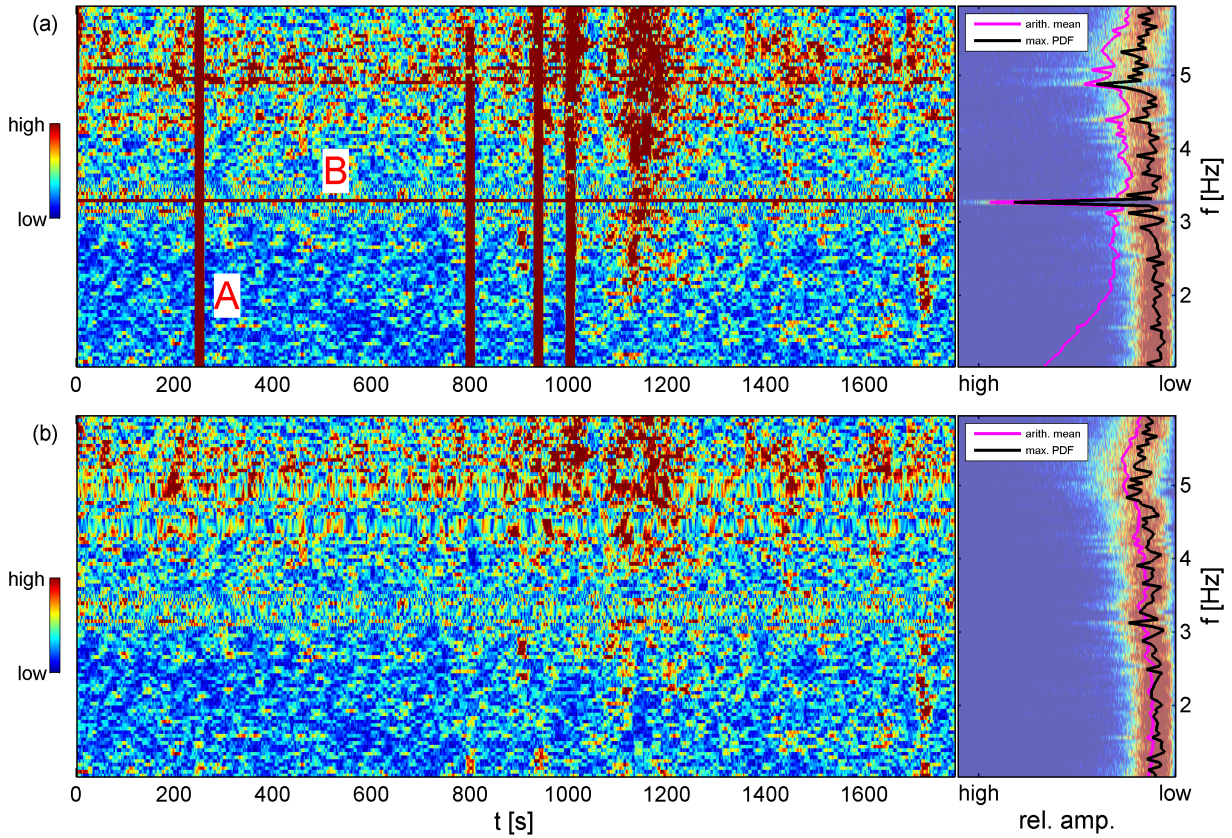 (a)
high
low
B
A
arith. mean
max. PDF
5
4
3
2
f [Hz]
0 200 400 600 800 1000 1200 1400 1600
high low
(b)
high
low
arith. mean
max. PDF
5
4
3
2
f [Hz]
0 200 400 600 800 1000 1200 1400 1600
high low
t [s]
rel. amp.